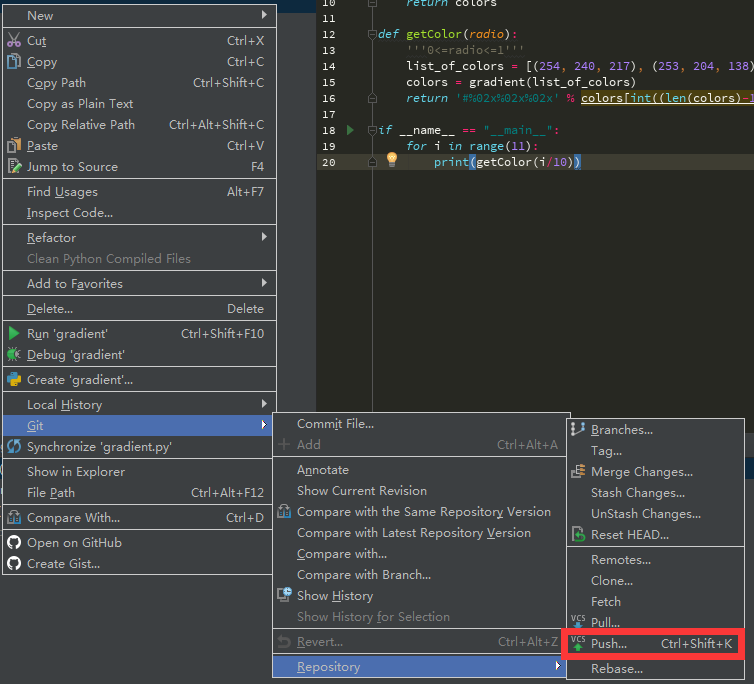 New
Cut Ctrl+X
Copy Ctrl+C
Copy Path Ctrl+Shift+C
Copy as Plain Text
Copy Relative Path Ctrl+Alt+Shift+C
Paste Ctrl+V
Jump to Source F4
Find Usages Alt+F7
Inspect Code...
Refactor
Clean Python Compiled Files
Add to Favorites
Delete... Delete
Run 'gradient' Ctrl+Shift+F10
Debug 'gradient'
Create 'gradient'...
Local History
Git
Synchronize 'gradient.py'
Show in Explorer
File Path Ctrl+Alt+F12
Compare With... Ctrl+D
Open on GitHub
Create Gist...
10 return colors
11
12 def getColor(radio):
13 '''0<=radio<=1'''
14 list_of_colors = [(254, 240, 217), (253, 204, 138)
15 colors = gradient(list_of_colors)
16 return '#%02x%02x%02x' % colors[int((len(colors)-1
17
18 if __name__ == "__main__":
19 for i in range(11):
20 print(getColor(i/10))
Commit File...
Add Ctrl+Alt+A
Annotate
Show Current Revision
Compare with the Same Repository Version
Compare with Latest Repository Version
Compare with...
Compare with Branch...
Show History
Show History for Selection
Revert... Ctrl+Alt+Z
Repository
Branches...
Tag...
Merge Changes...
Stash Changes...
UnStash Changes...
Reset HEAD...
Remotes...
Clone...
Fetch
VCS Pull...
VCS Push... Ctrl+Shift+K
Rebase...